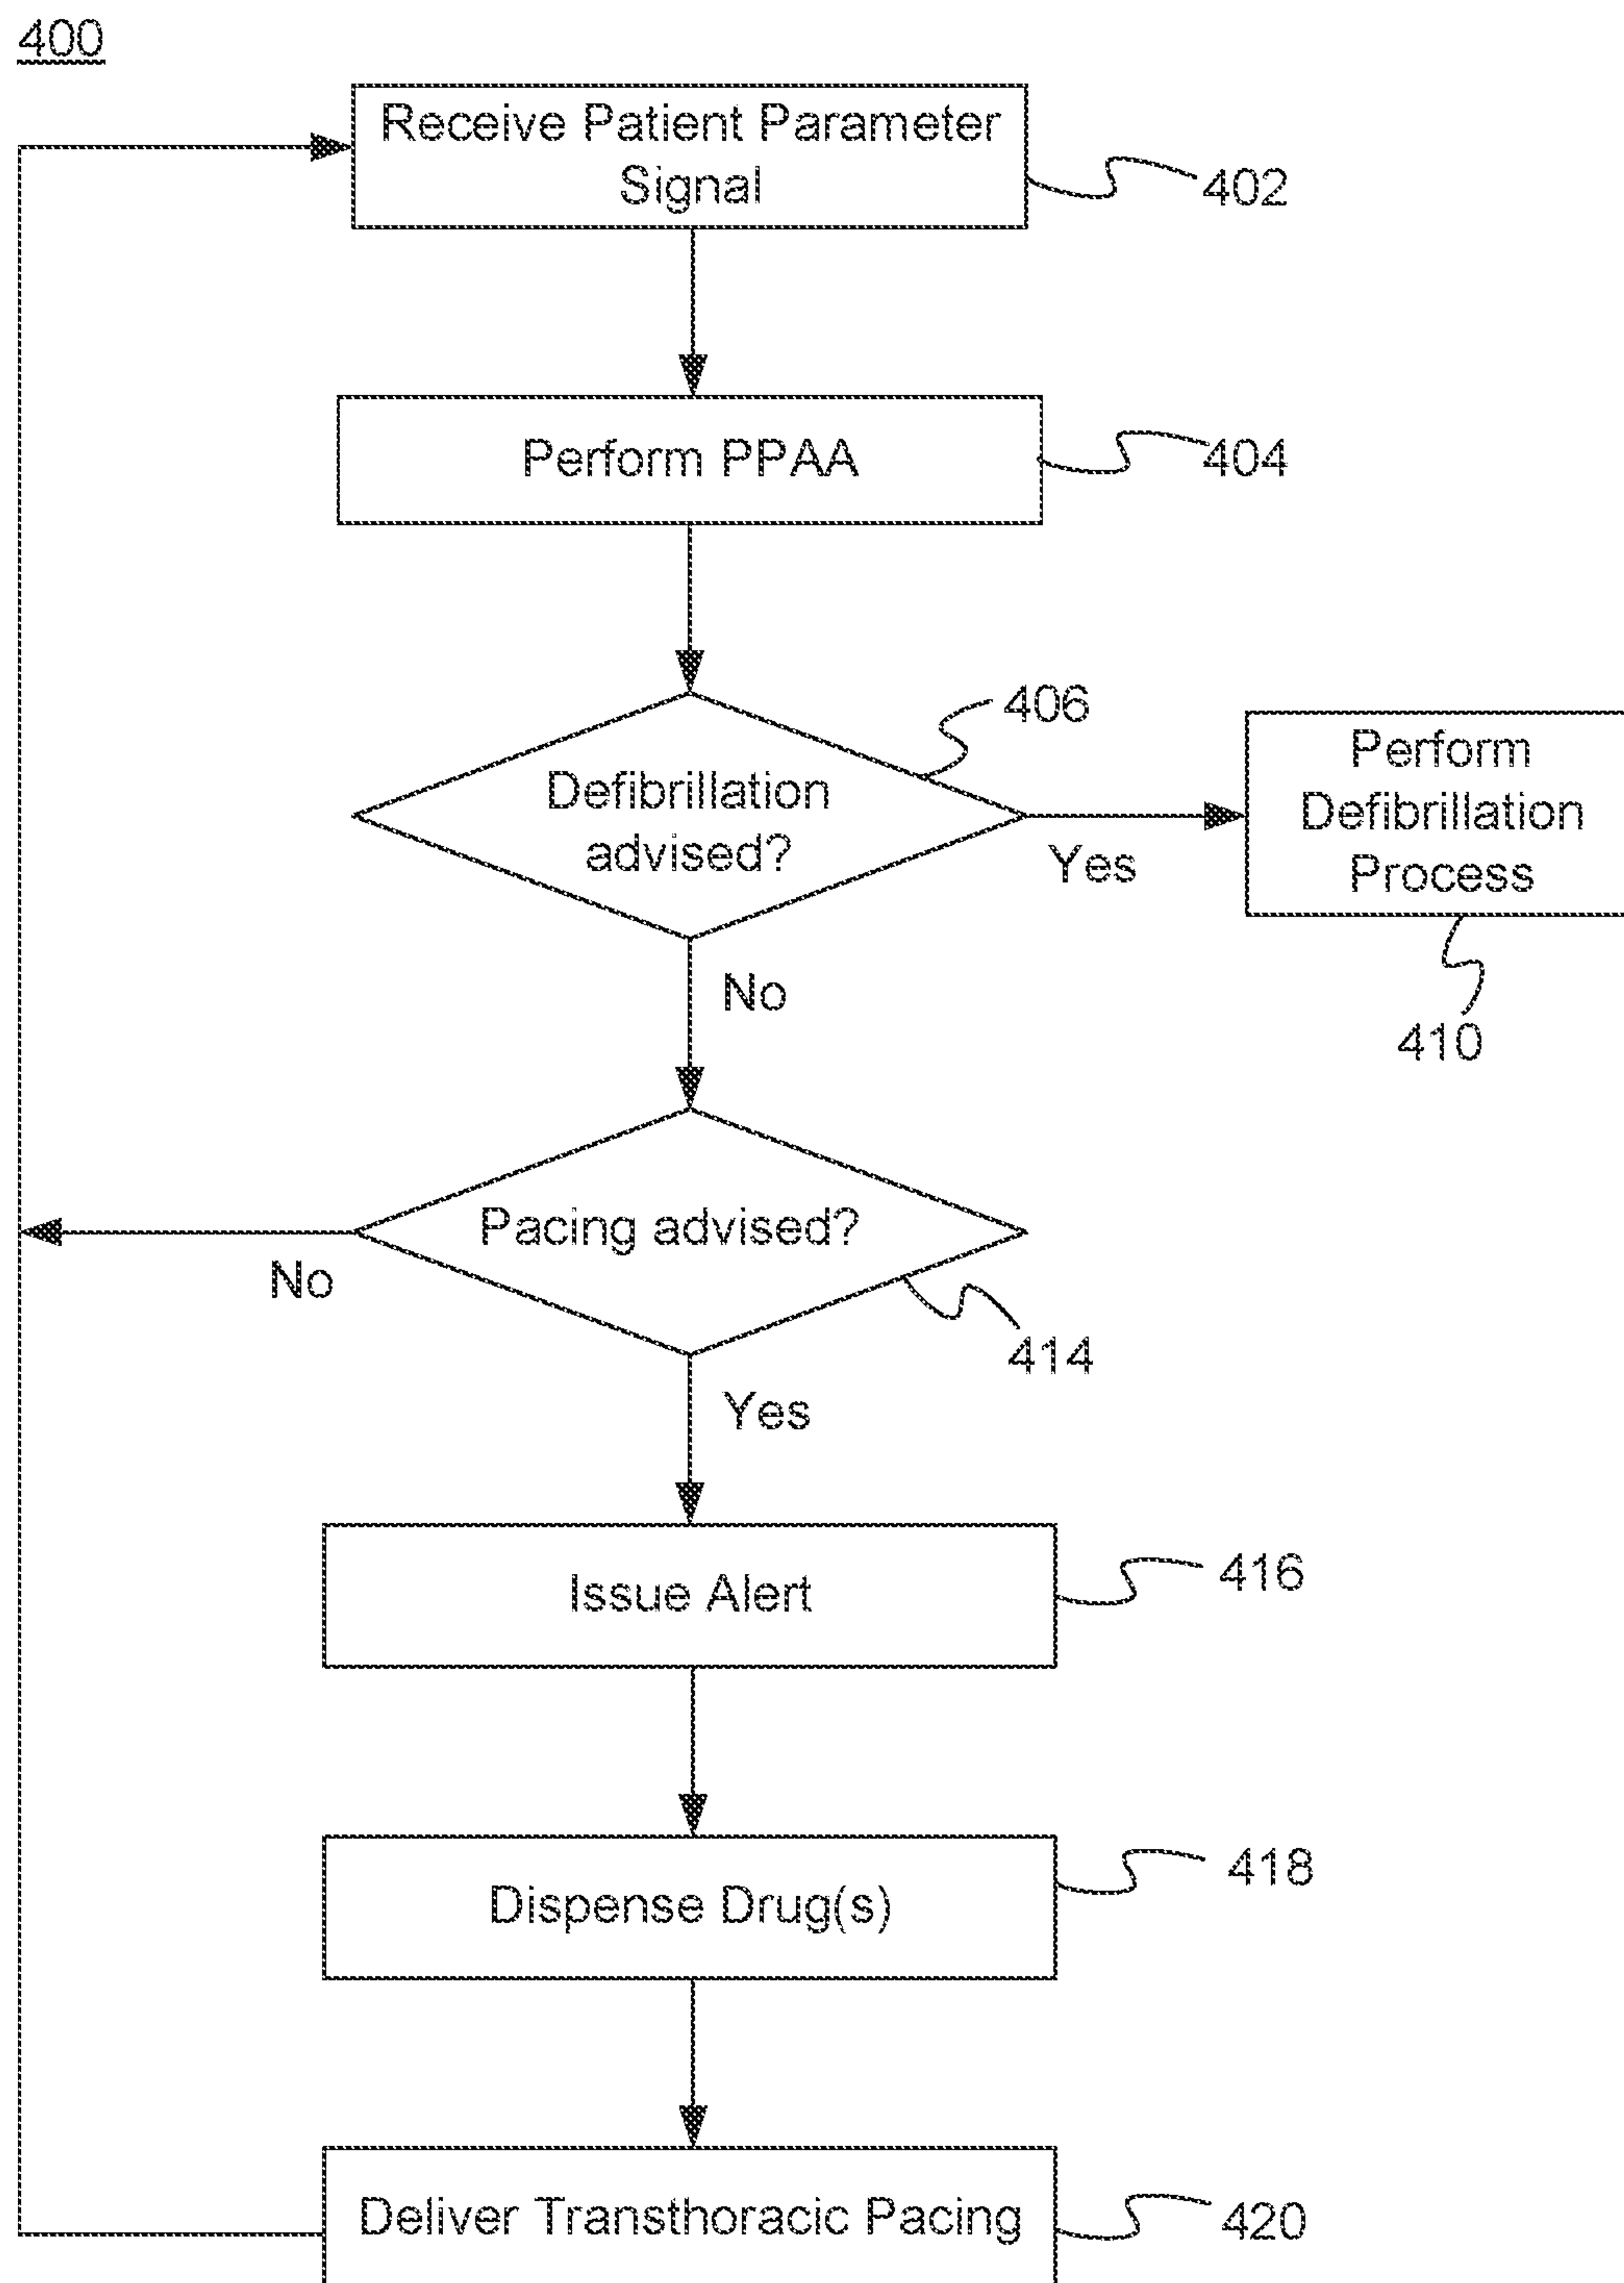 400
Receive Patient Parameter
Signal
402
Perform PPAA
404
406
Defibrillation
advised?
Yes
Perform
Defibrillation
Process
410
No
Pacing advised?
No
414
Yes
Issue Alert
416
Dispense Drug(s)
418
Deliver Transthoracic Pacing
420